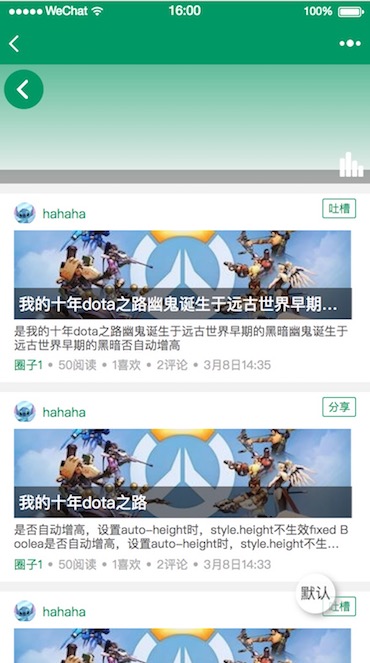 WeChat 16:00 100%
hahaha 吐槽
我的十年dota之路幽鬼诞生于远古世界早期…
是我的十年dota之路幽鬼诞生于远古世界早期的黑暗幽鬼诞生于
远古世界早期的黑暗否自动增高
圈子1 • 50阅读 • 1喜欢 • 2评论 • 3月8日14:35
hahaha 分享
我的十年dota之路
是否自动增高，设置auto-height时，style.height不生效fixed B
oolea是否自动增高，设置auto-height时，style.height不生…
圈子1 • 50阅读 • 1喜欢 • 2评论 • 3月8日14:33
默认
hahaha 吐槽